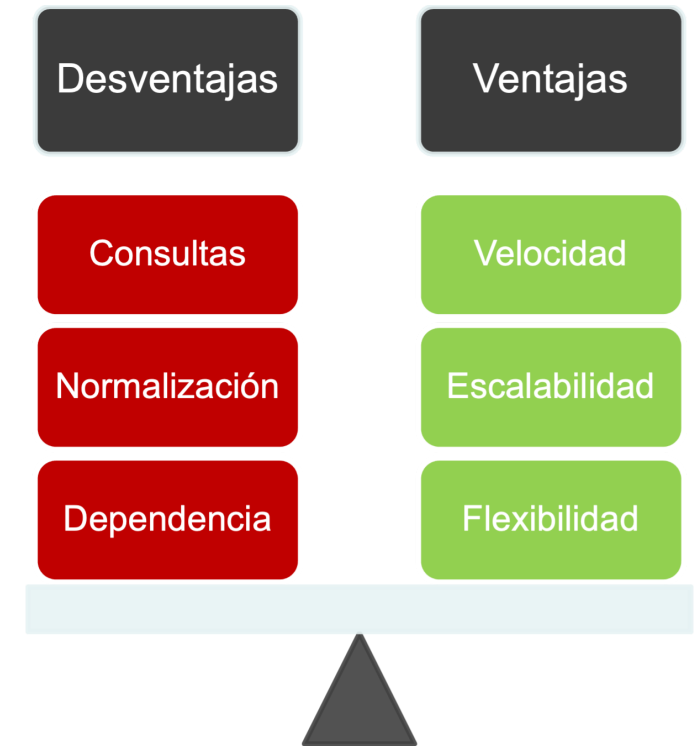 Desventajas
Ventajas
Consultas
Velocidad
Normalización
Escalabilidad
Dependencia
Flexibilidad